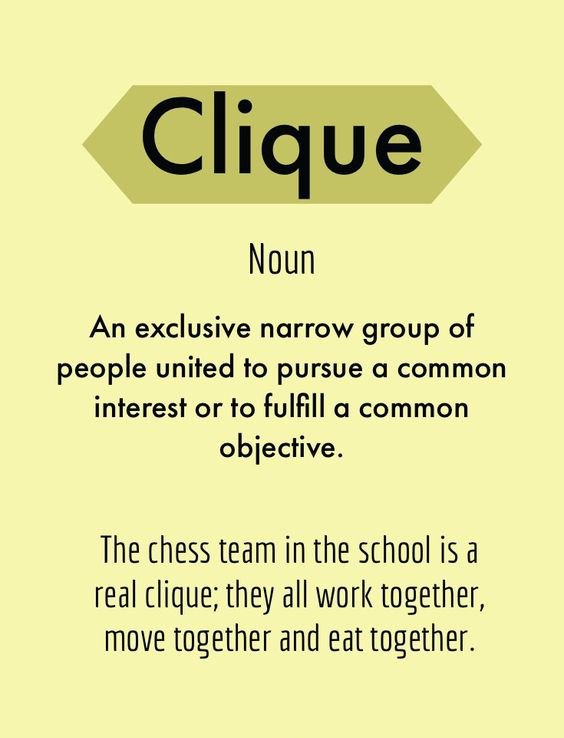 Clique
Noun
An exclusive narrow group of
people united to pursue a common
interest or to fulfill a common
objective.
The chess team in the school is a
real clique; they all work together,
move together and eat together.